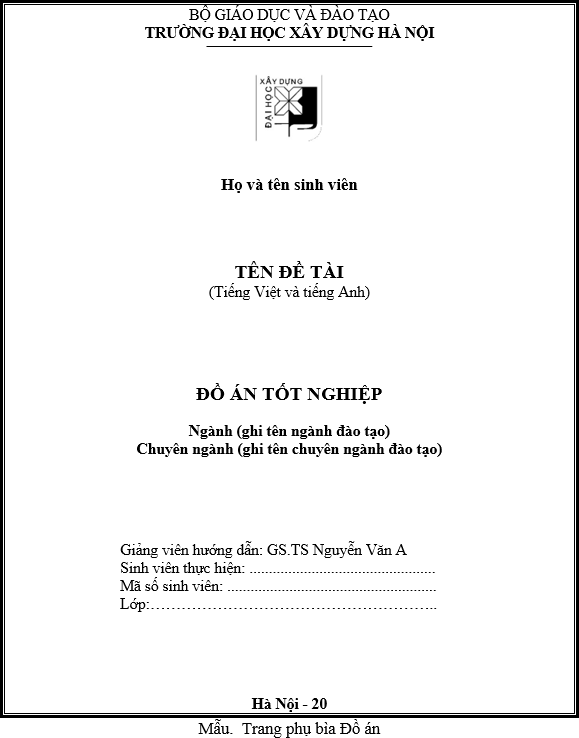 BỘ GIÁO DỤC VÀ ĐÀO TẠO
TRƯỜNG ĐẠI HỌC XÂY DỰNG HÀ NỘI
XÂY DỰNG
ĐẠI HỌC
Họ và tên sinh viên
TÊN ĐỀ TÀI
(Tiếng Việt và tiếng Anh)
ĐỒ ÁN TỐT NGHIỆP
Ngành (ghi tên ngành đào tạo)
Chuyên ngành (ghi tên chuyên ngành đào tạo)
Giảng viên hướng dẫn: GS.TS Nguyễn Văn A
Sinh viên thực hiện: ................................................
Mã số sinh viên: ......................................................
Lớp:………………………………………………..
Hà Nội - 20
Mẫu. Trang phụ bìa Đồ án